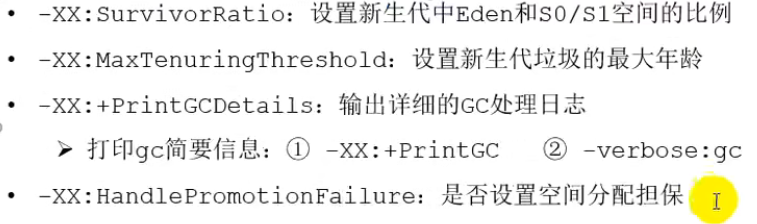 • -XX:SurvivorRatio：设置新生代中Eden和S0/S1空间的比例
• -XX:MaxTenuringThreshold：设置新生代垃圾的最大年龄
• -XX:+PrintGCDetails：输出详细的GC处理日志
➢ 打印gc简要信息：① -XX:+PrintGC ② -verbose:gc
• -XX:HandlePromotionFailure：是否设置空间分配担保